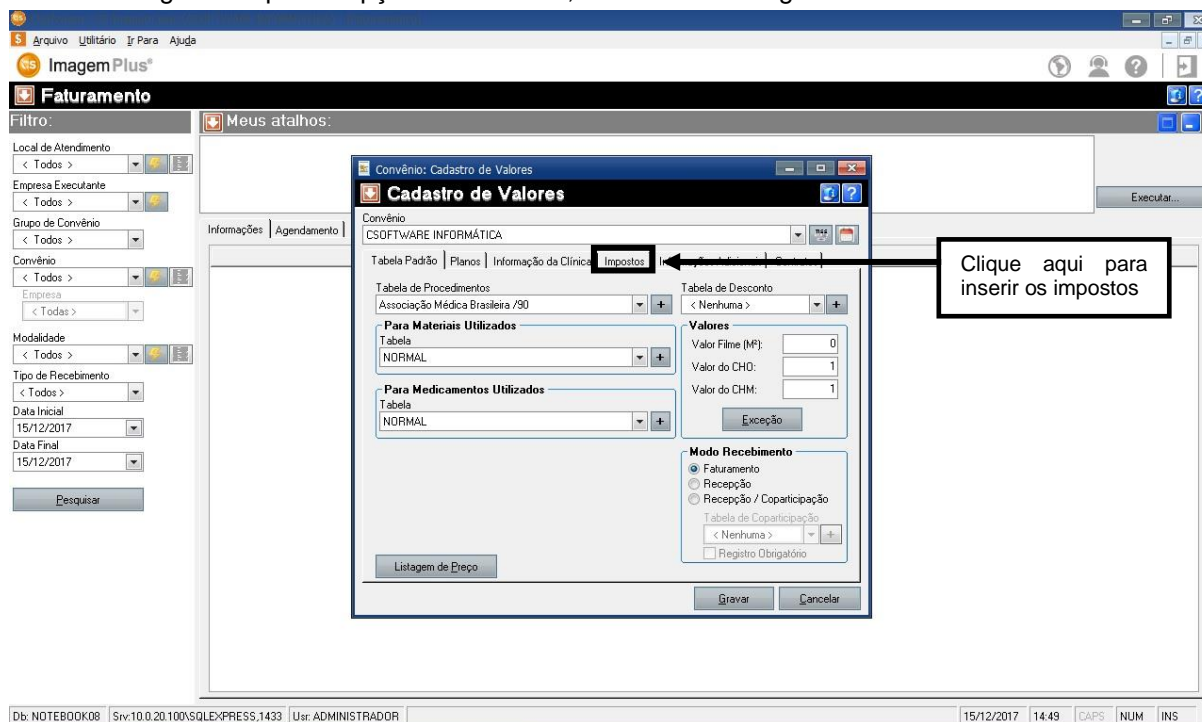 Arquivo Utilitário Ir Para Ajuda
ImagemPlus®
Faturamento
Filtro:
Meus atalhos:
Local de Atendimento
< Todos >
Empresa Executante
< Todos >
Executar...
Grupo de Convênio
< Todos >
Informações Agendamento
Convênio
< Todos >
Empresa
< Todas >
Modalidade
< Todos >
Tipo de Recebimento
< Todos >
Data Inicial
15/12/2017
Data Final
15/12/2017
Pesquisar
Convênio: Cadastro de Valores
Cadastro de Valores
Convênio
CSOFTWARE INFORMÁTICA
Tabela Padrão Planos Informação da Clínica Impostos
Tabela de Procedimentos
Associação Médica Brasileira /90
Tabela de Desconto
< Nenhuma >
Para Materiais Utilizados
Tabela
NORMAL
Para Medicamentos Utilizados
Tabela
NORMAL
Valores
Valor Filme (M²): 0
Valor do CHO: 1
Valor do CHM: 1
Exceção
Modo Recebimento
Faturamento
Recepção
Recepção / Coparticipação
Tabela de Coparticipação
< Nenhuma >
Registro Obrigatório
Listagem de Preço
Gravar Cancelar
Clique aqui para
inserir os impostos
Db: NOTEBOOK08 Srv:10.0.20.100\SQLEXPRESS,1433 Usr: ADMINISTRADOR 15/12/2017 14:49 CAPS NUM INS